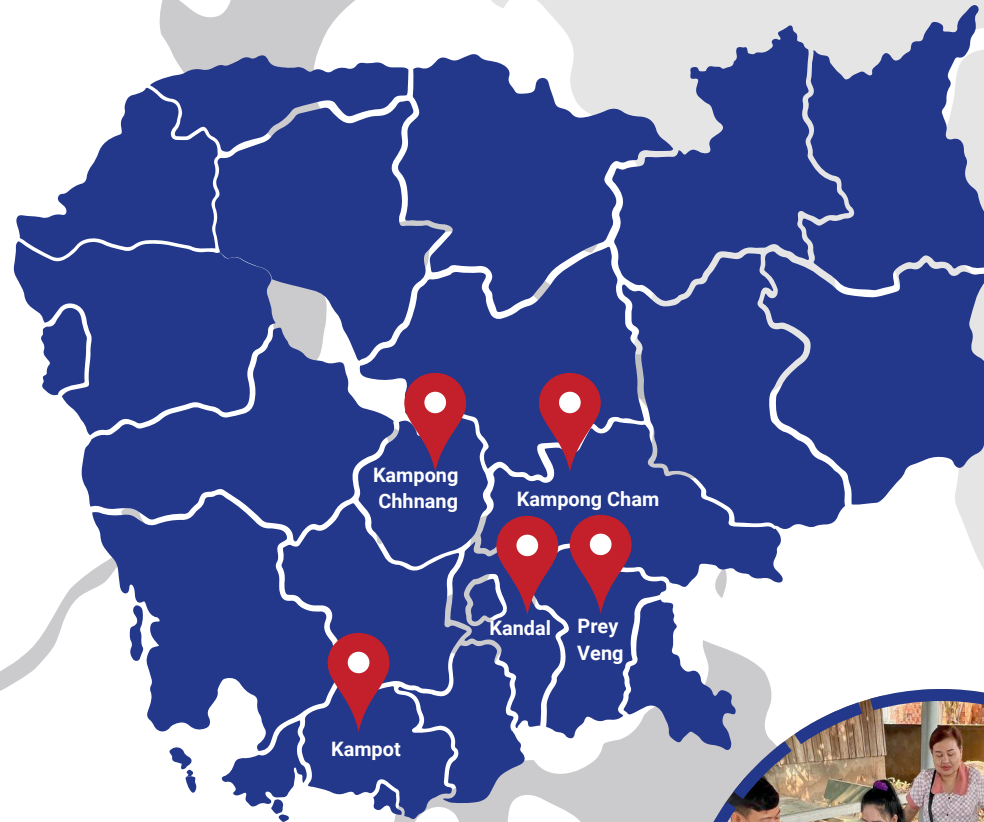 Kampong
Chhnang
Kampong Cham
Kandal
Prey
Veng
Kampot